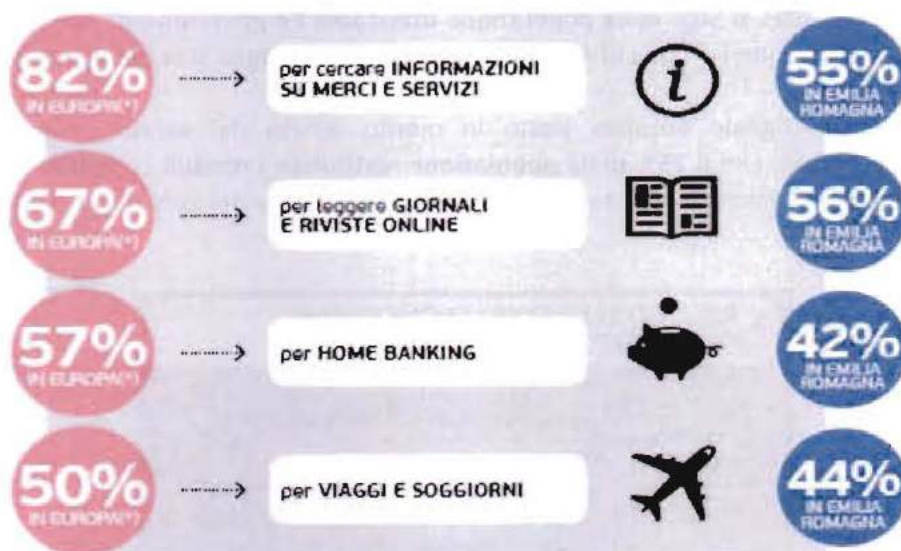 82%
IN EUROPA(*)
per cercare INFORMAZIONI
SU MERCI E SERVIZI
i
55%
IN EMILIA
ROMAGNA
67%
IN EUROPA(*)
per leggere GIORNALI
E RIVISTE ONLINE
56%
IN EMILIA
ROMAGNA
57%
IN EUROPA(*)
per HOME BANKING
42%
IN EMILIA
ROMAGNA
50%
IN EUROPA(*)
per VIAGGI E SOGGIORNI
44%
IN EMILIA
ROMAGNA